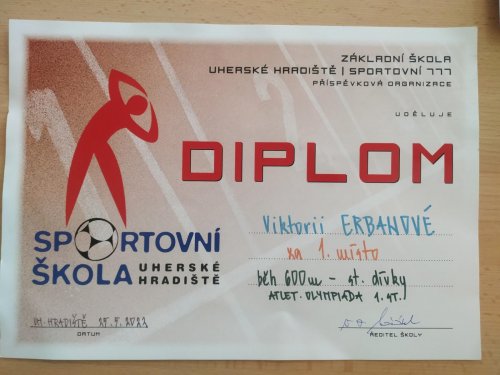 ZÁKLADNÍ ŠKOLA
UHERSKÉ HRADIŠTĚ | SPORTOVNÍ 777
PŘÍSPĚVKOVÁ ORGANIZACE
UDĚLUJE
DIPLOM
Viktorii ERBANOVÉ
za 1. místo
běh 600m - st. dívky
ATLET. OLYMPIÁDA 1. ST.
SPORTOVNÍ
ŠKOLA UHERSKÉ
HRADIŠTĚ
UH. HRADIŠTĚ
DATUM
ŘEDITEL ŠKOLY